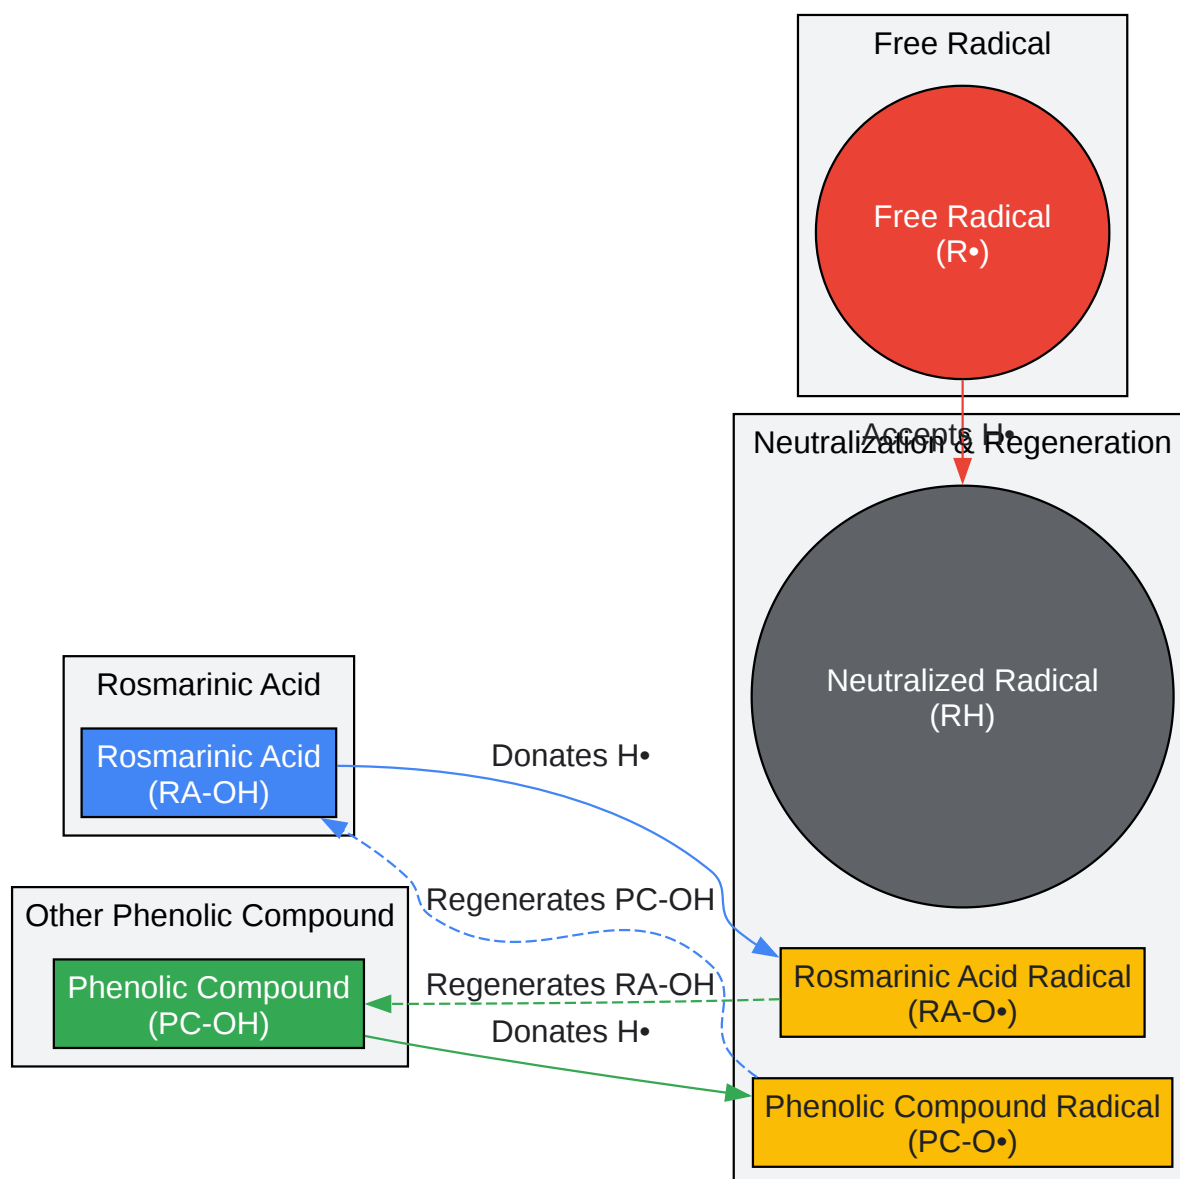 Free Radical
Free Radical
(R•)
Accepts H•
Neutralization & Regeneration
Neutralized Radical
(RH)
Rosmarinic Acid
Rosmarinic Acid
(RA-OH)
Donates H•
Regenerates PC-OH
Other Phenolic Compound
Phenolic Compound
(PC-OH)
Regenerates RA-OH
Donates H•
Rosmarinic Acid Radical
(RA-O•)
Phenolic Compound Radical
(PC-O•)